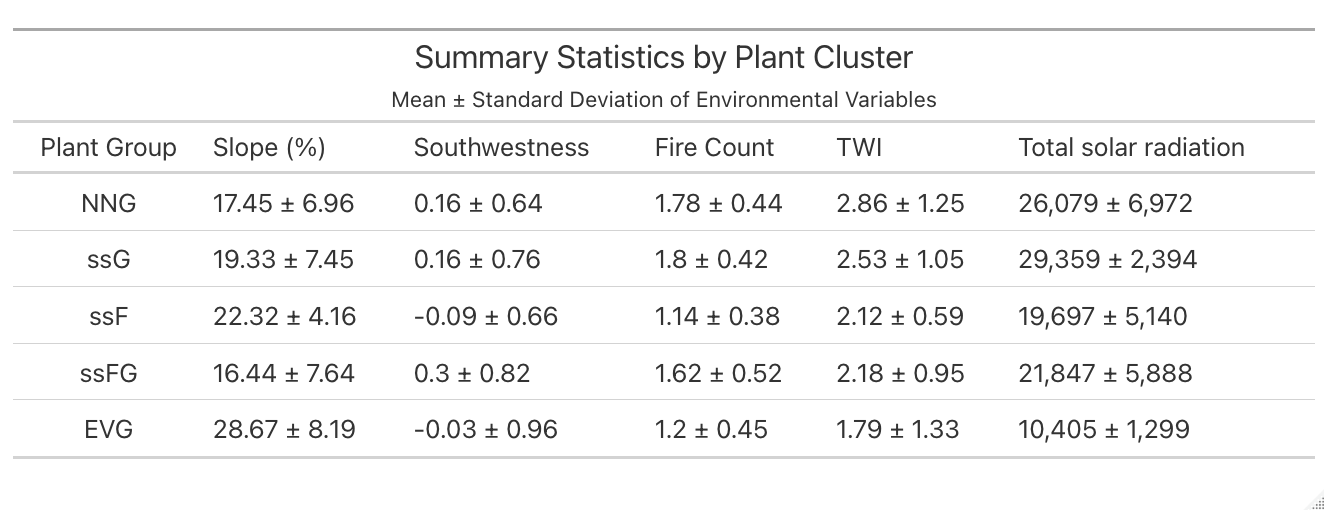 Summary Statistics by Plant Cluster
Mean ± Standard Deviation of Environmental Variables
Plant Group Slope (%) Southwestness Fire Count TWI Total solar radiation
NNG 17.45 ± 6.96 0.16 ± 0.64 1.78 ± 0.44 2.86 ± 1.25 26,079 ± 6,972
ssG 19.33 ± 7.45 0.16 ± 0.76 1.8 ± 0.42 2.53 ± 1.05 29,359 ± 2,394
ssF 22.32 ± 4.16 -0.09 ± 0.66 1.14 ± 0.38 2.12 ± 0.59 19,697 ± 5,140
ssFG 16.44 ± 7.64 0.3 ± 0.82 1.62 ± 0.52 2.18 ± 0.95 21,847 ± 5,888
EVG 28.67 ± 8.19 -0.03 ± 0.96 1.2 ± 0.45 1.79 ± 1.33 10,405 ± 1,299